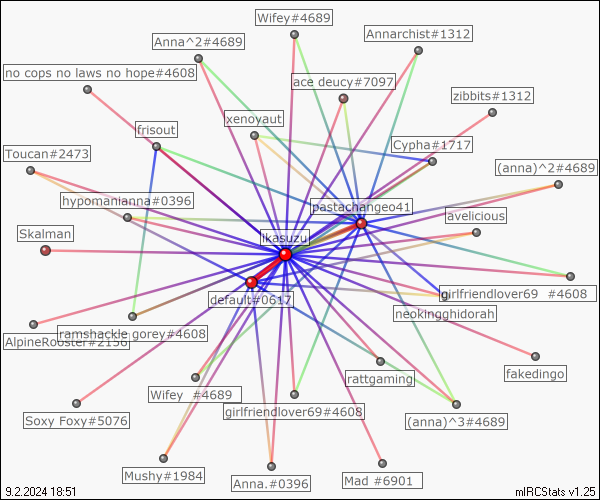 Wifey#4689
Annarchist#1312
Anna^2#4689
no cops no laws no hope#4608
ace deucy#7097
zibbits#1312
xenoyaut
frisout
Cypha#1717
Toucan#2473
(anna)^2#4689
hypomanianna#0396
pastachangeo41
avelicious
Skalman
ikasuzu
default#0617
girlfriendlover69 #4608
neokingghidorah
ramshackle gorey#4608
AlpineRooster#2156
fakedingo
rattgaming
Wifey #4689
Soxy Foxy#5076
girlfriendlover69#4608
(anna)^3#4689
Mushy#1984
Anna.#0396
Mad #6901
9.2.2024 18:51
mIRCStats v1.25